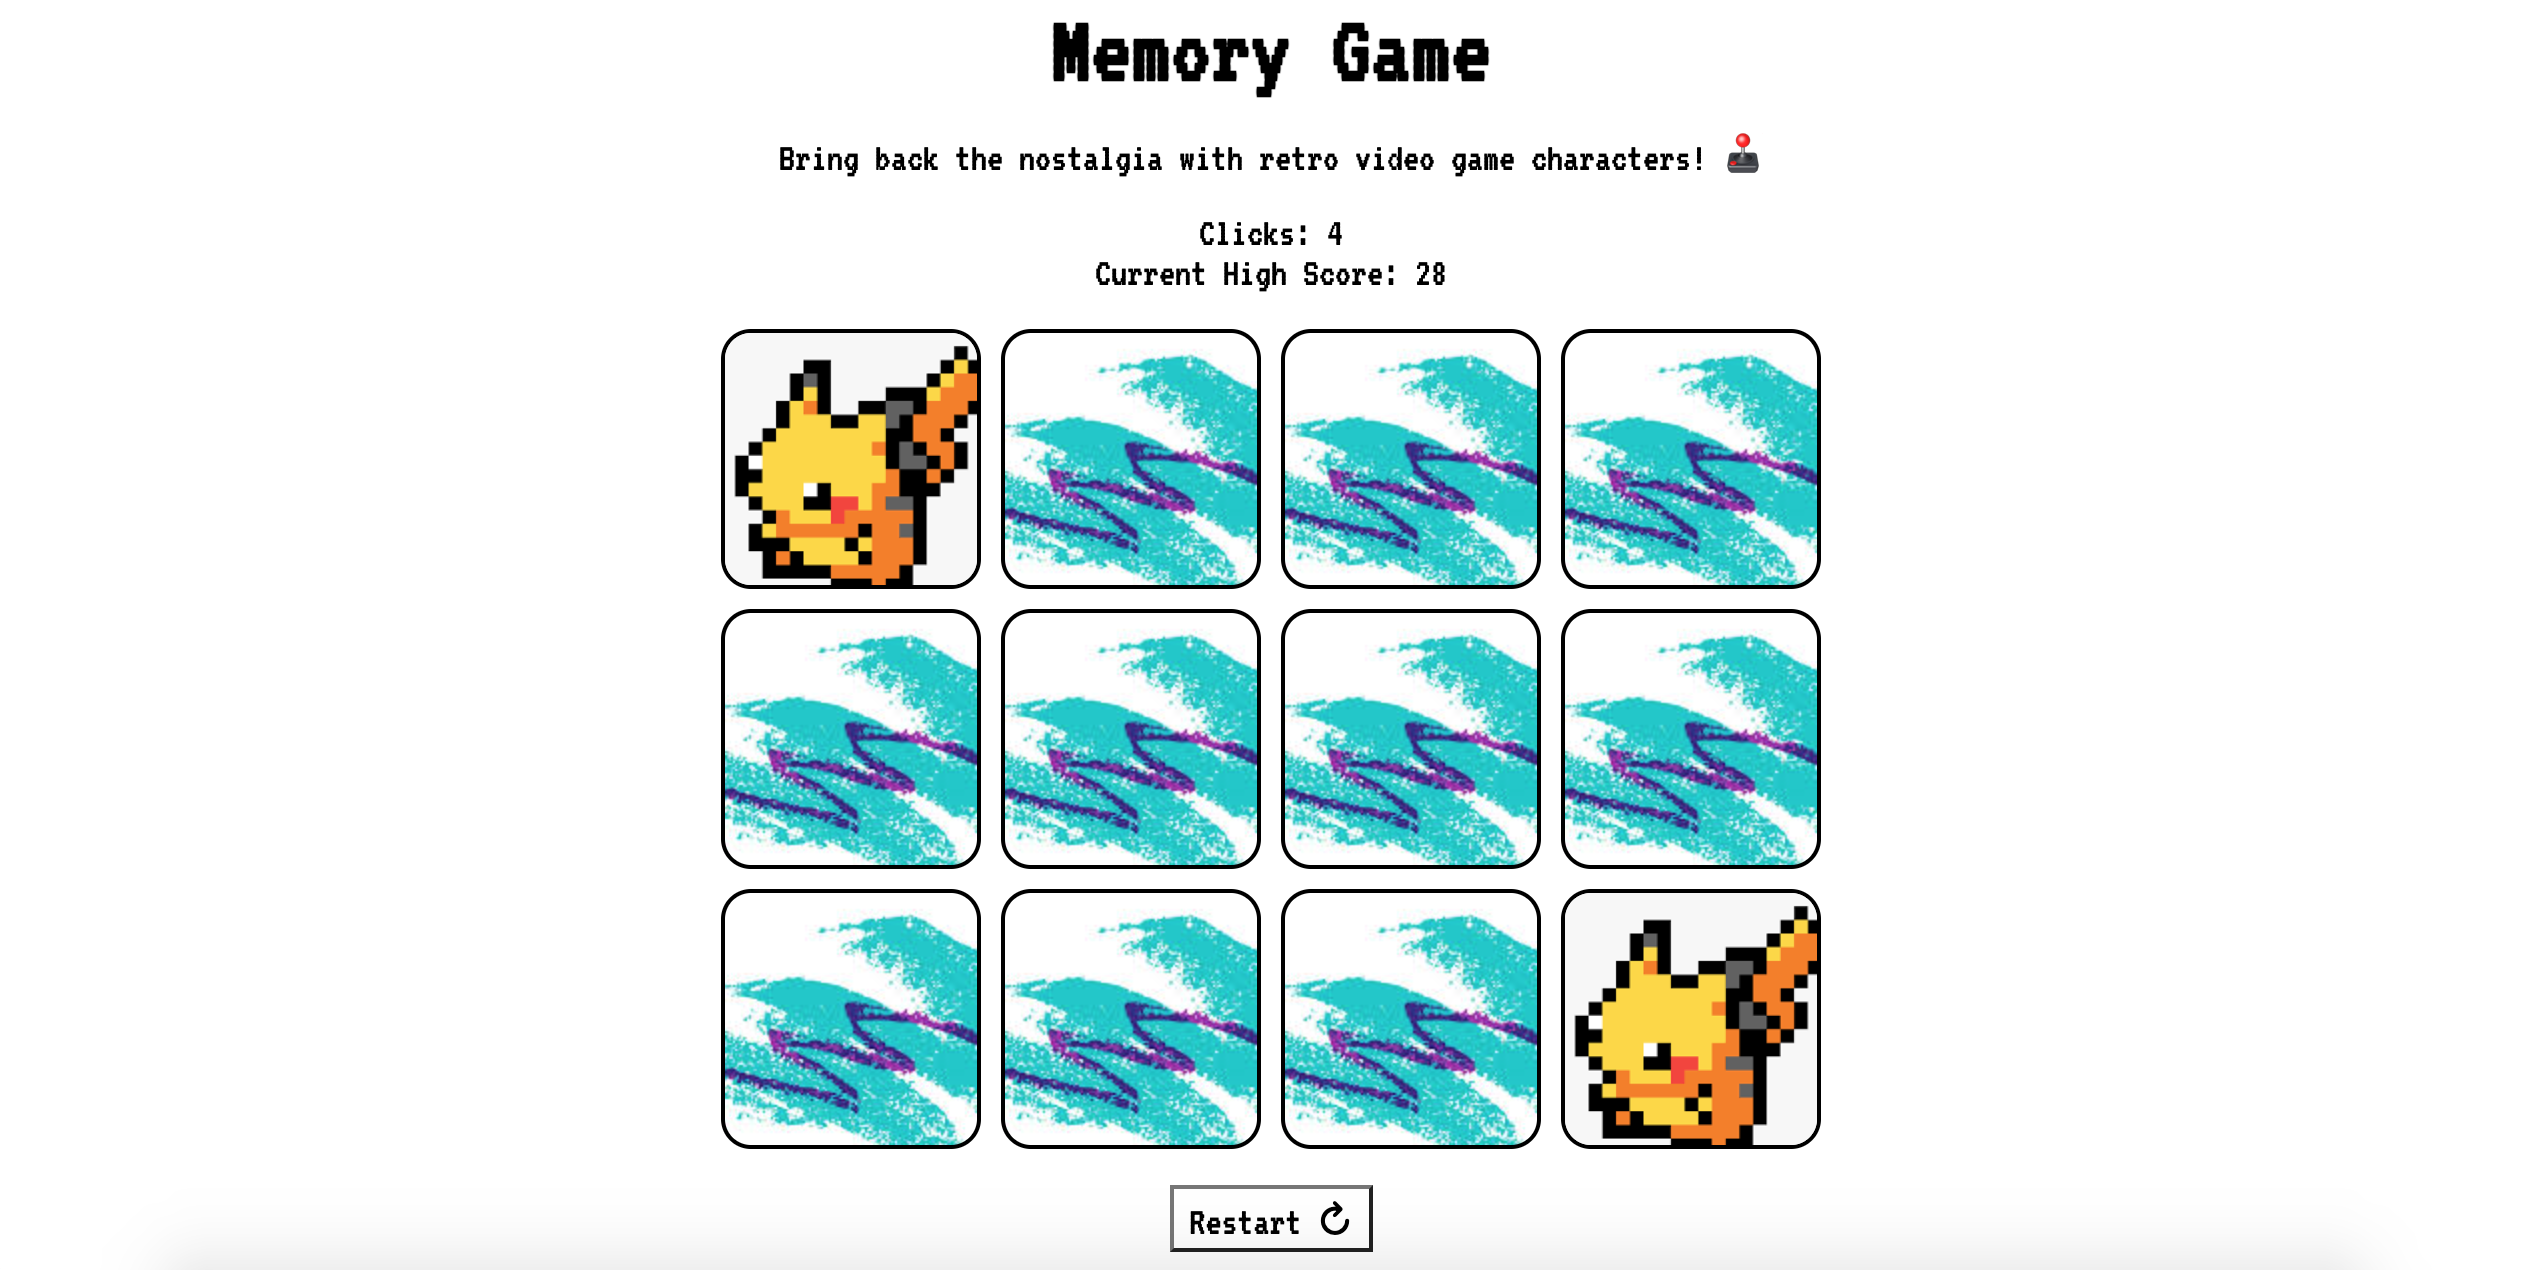 Memory Game
Bring back the nostalgia with retro video game characters! 🕹️
Clicks: 4
Current High Score: 28
Restart ↻